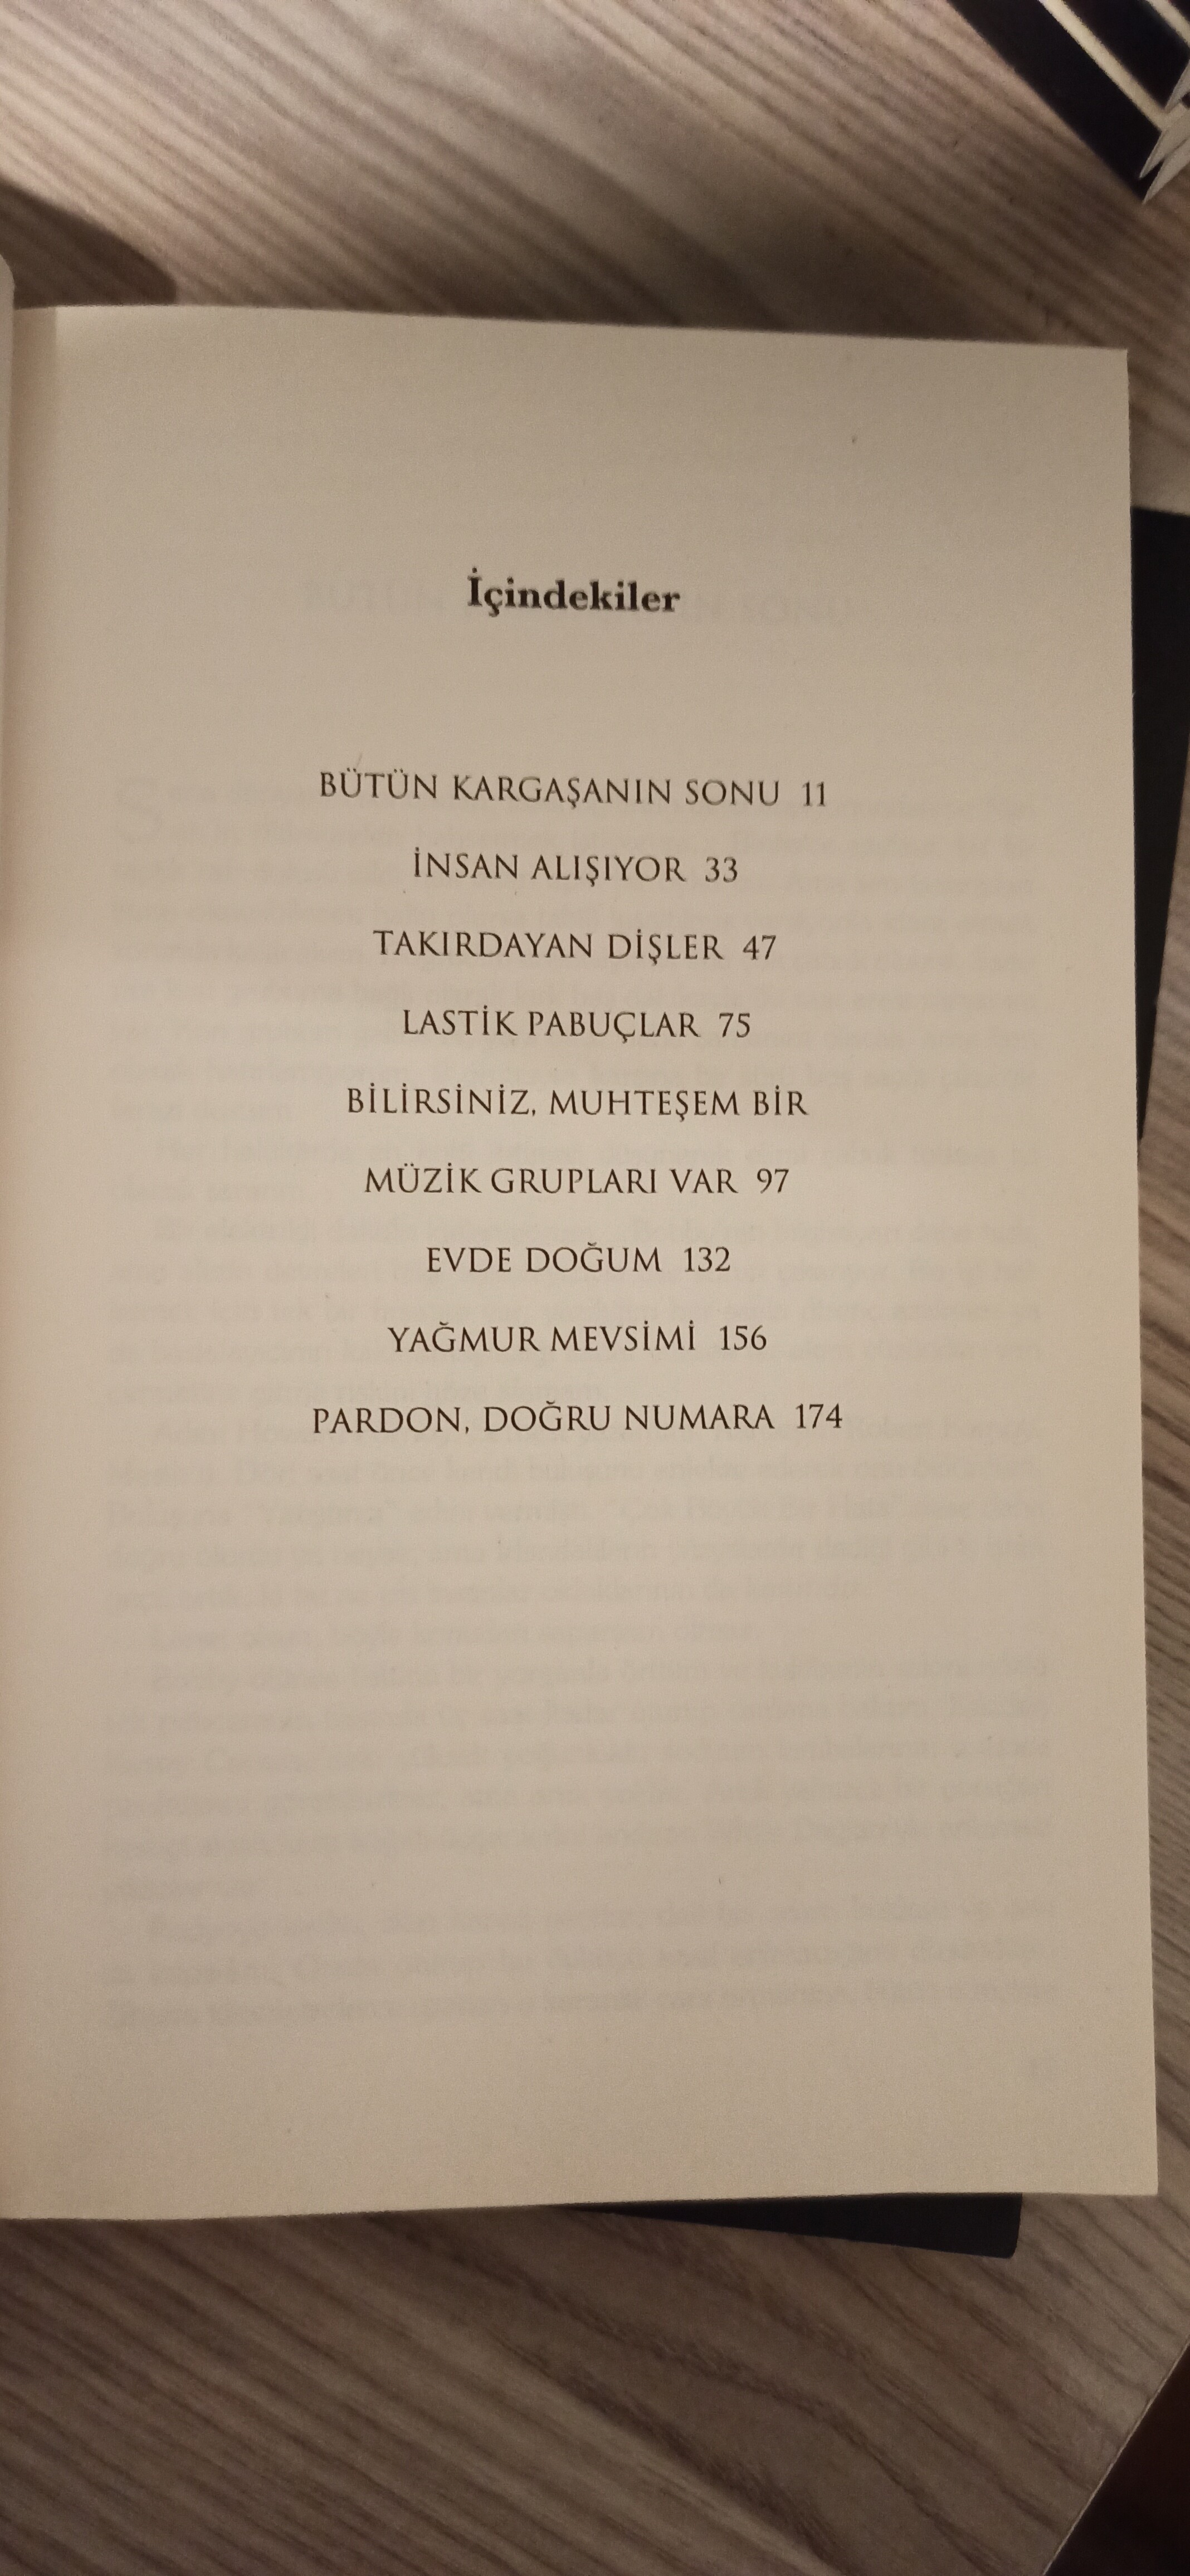 İçindekiler
BÜTÜN KARGAŞANIN SONU 11
İNSAN ALIŞIYOR 33
TAKIRDAYAN DİŞLER 47
LASTİK PABUÇLAR 75
BİLİRSİNİZ, MUHTEŞEM BİR
MÜZİK GRUPLARI VAR 97
EVDE DOĞUM 132
YAĞMUR MEVSİMİ 156
PARDON, DOĞRU NUMARA 174